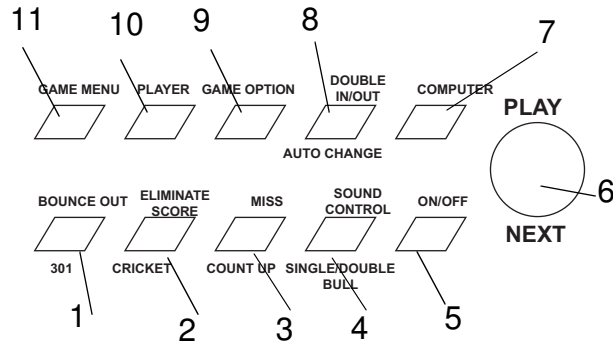 11 10 9 8 7
GAME MENU PLAYER GAME OPTION DOUBLE IN/OUT COMPUTER
AUTO CHANGE
PLAY
6
NEXT
BOUNCE OUT ELIMINATE SCORE MISS SOUND CONTROL ON/OFF
301 CRICKET COUNT UP SINGLE/DOUBLE BULL
1 2 3 4 5